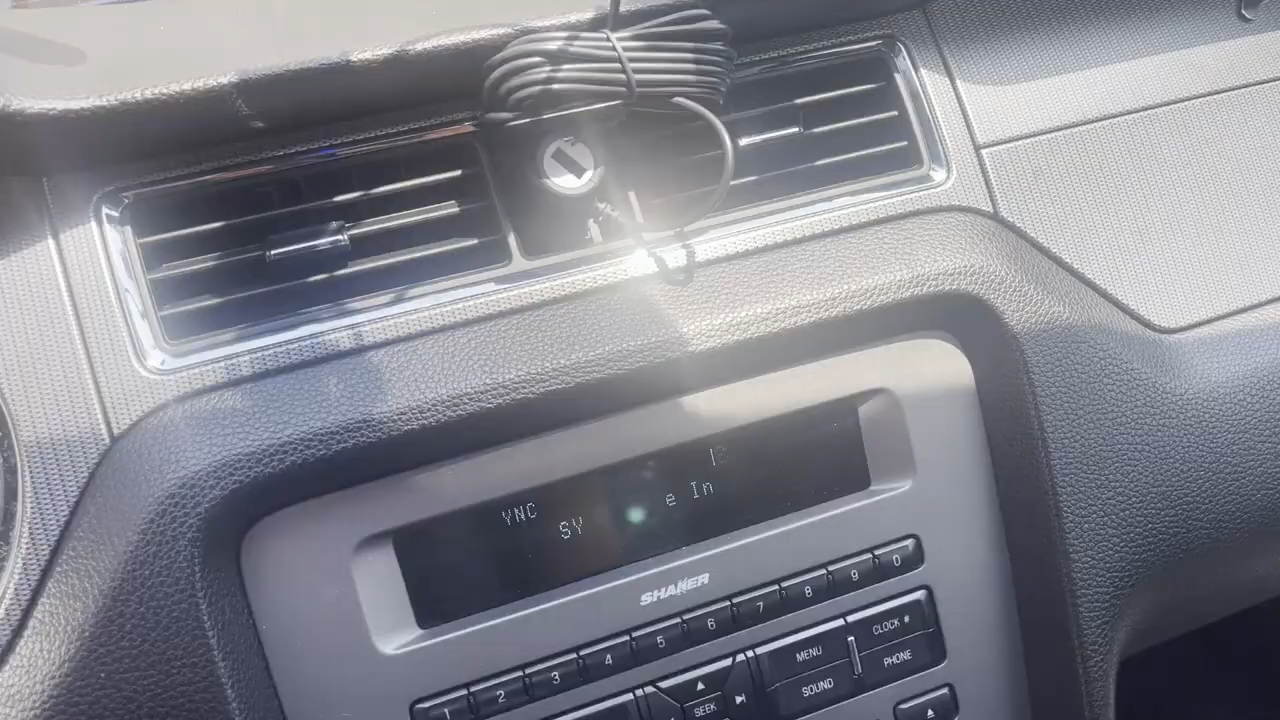 YNC
SY e In
SHAKER
1 2 3 4 5 6 7 8 9 0
MENU CLOCK #
SOUND PHONE
SEEK